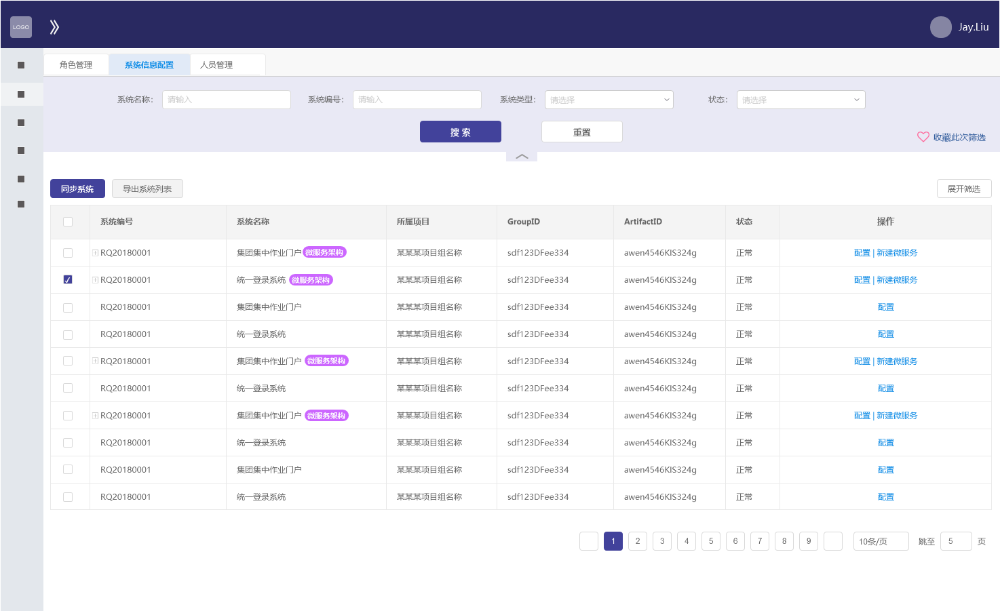 LOGO
Jay.Liu
角色管理 系统信息配置 人员管理
系统名称： 请输入 系统编号： 请输入 系统类型： 请选择 状态： 请选择
搜 索 重置
收藏此次筛选
同步系统 导出系统列表 展开筛选
系统编号 系统名称 所属项目 GroupID ArtifactID 状态 操作
RQ20180001 集团集中作业门户 微服务架构 某某某项目组名称 sdf123DFee334 awen4546KIS324g 正常 配置 | 新建微服务
RQ20180001 统一登录系统 微服务架构 某某某项目组名称 sdf123DFee334 awen4546KIS324g 正常 配置 | 新建微服务
RQ20180001 集团集中作业门户 某某某项目组名称 sdf123DFee334 awen4546KIS324g 正常 配置
RQ20180001 统一登录系统 某某某项目组名称 sdf123DFee334 awen4546KIS324g 正常 配置
RQ20180001 集团集中作业门户 微服务架构 某某某项目组名称 sdf123DFee334 awen4546KIS324g 正常 配置 | 新建微服务
RQ20180001 统一登录系统 某某某项目组名称 sdf123DFee334 awen4546KIS324g 正常 配置
RQ20180001 集团集中作业门户 微服务架构 某某某项目组名称 sdf123DFee334 awen4546KIS324g 正常 配置 | 新建微服务
RQ20180001 统一登录系统 某某某项目组名称 sdf123DFee334 awen4546KIS324g 正常 配置
RQ20180001 集团集中作业门户 某某某项目组名称 sdf123DFee334 awen4546KIS324g 正常 配置
RQ20180001 统一登录系统 某某某项目组名称 sdf123DFee334 awen4546KIS324g 正常 配置
1 2 3 4 5 6 7 8 9 10条/页 跳至 5 页